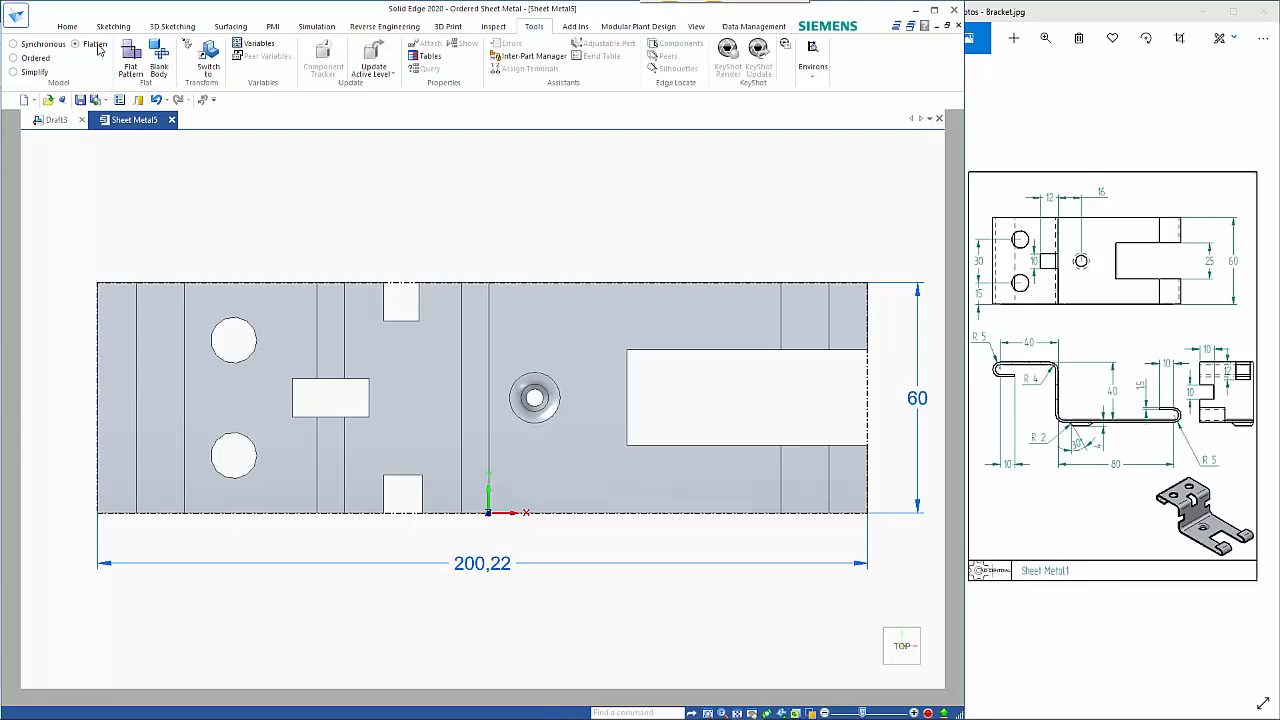 Solid Edge 2020 - Ordered Sheet Metal - [Sheet Metal5]
otos - Bracket.jpg
Home Sketching 3D Sketching Surfacing PMI Simulation Reverse Engineering 3D Print Inspect Tools Add Ins Modular Plant Design View Data Management
SIEMENS
Synchronous
Flatten
Ordered
Simplify
Model
Flat Pattern
Blank Body
Flat
Switch to
Transform
Variables
Peer Variables
Variables
Component Tracker
Update Active Level
Update
Attach
Show
Tables
Query
Properties
Errors
Inter-Part Manager
Assign Terminals
Adjustable Part
Bend Table
Assistants
Components
Peers
Silhouettes
Edge Locate
KeyShot Render
KeyShot Update
KeyShot
Environs
Draft3
Sheet Metal5
60
200,22
Y
X
TOP
Find a command
12
16
30
15
10
25
60
R 5
40
R 4
10
40
15
R 2
30°
10
80
R 5
10
12
10
Sheet Metal1